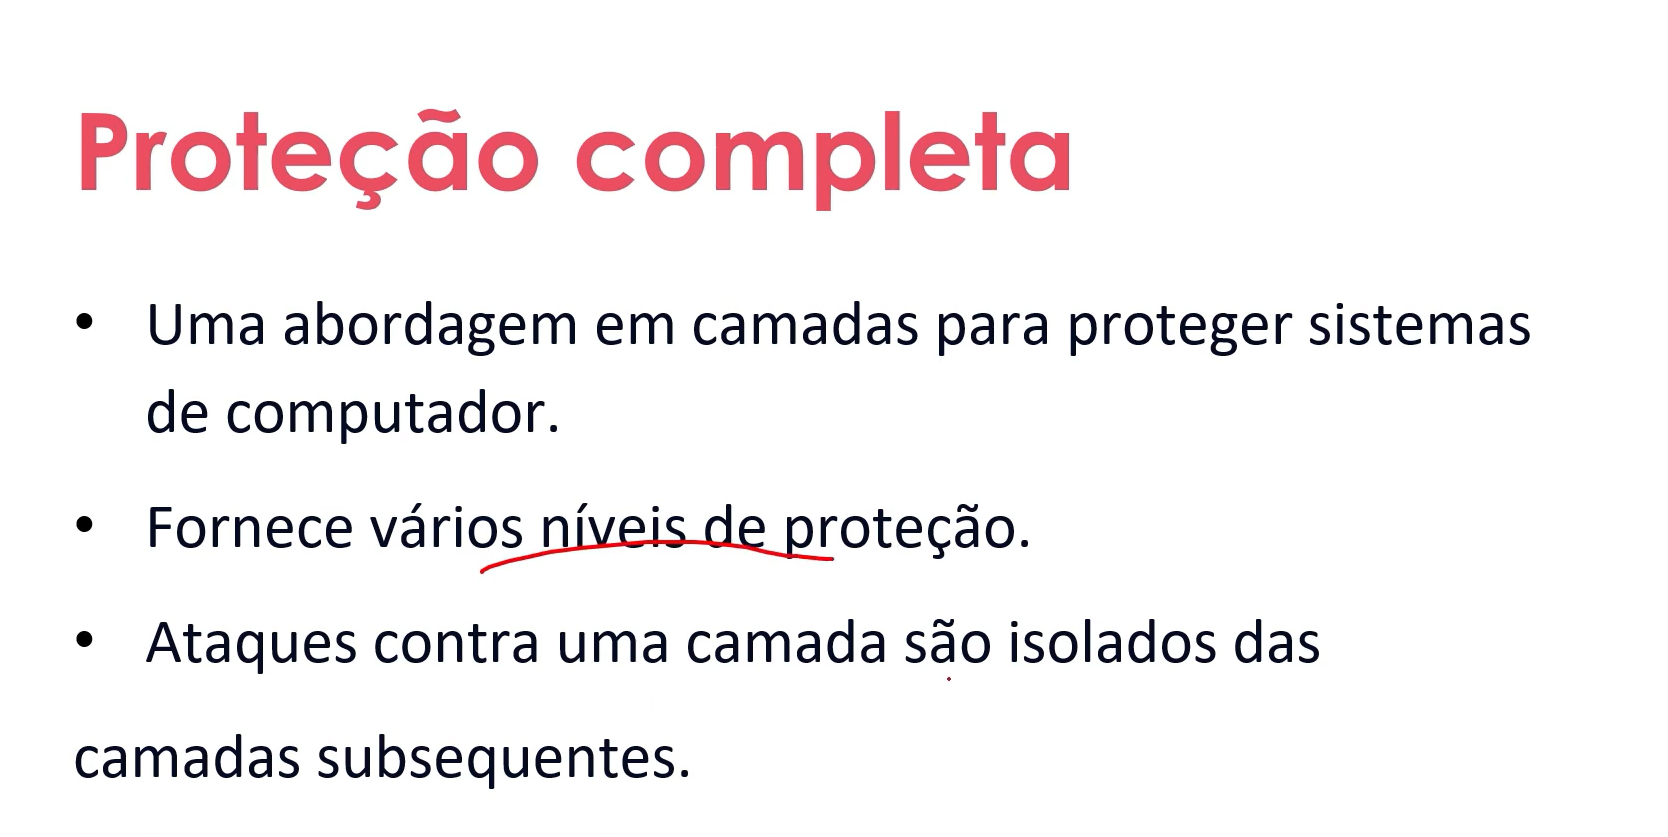 Proteção completa
• Uma abordagem em camadas para proteger sistemas
de computador.
• Fornece vários níveis de proteção.
• Ataques contra uma camada são isolados das
camadas subsequentes.